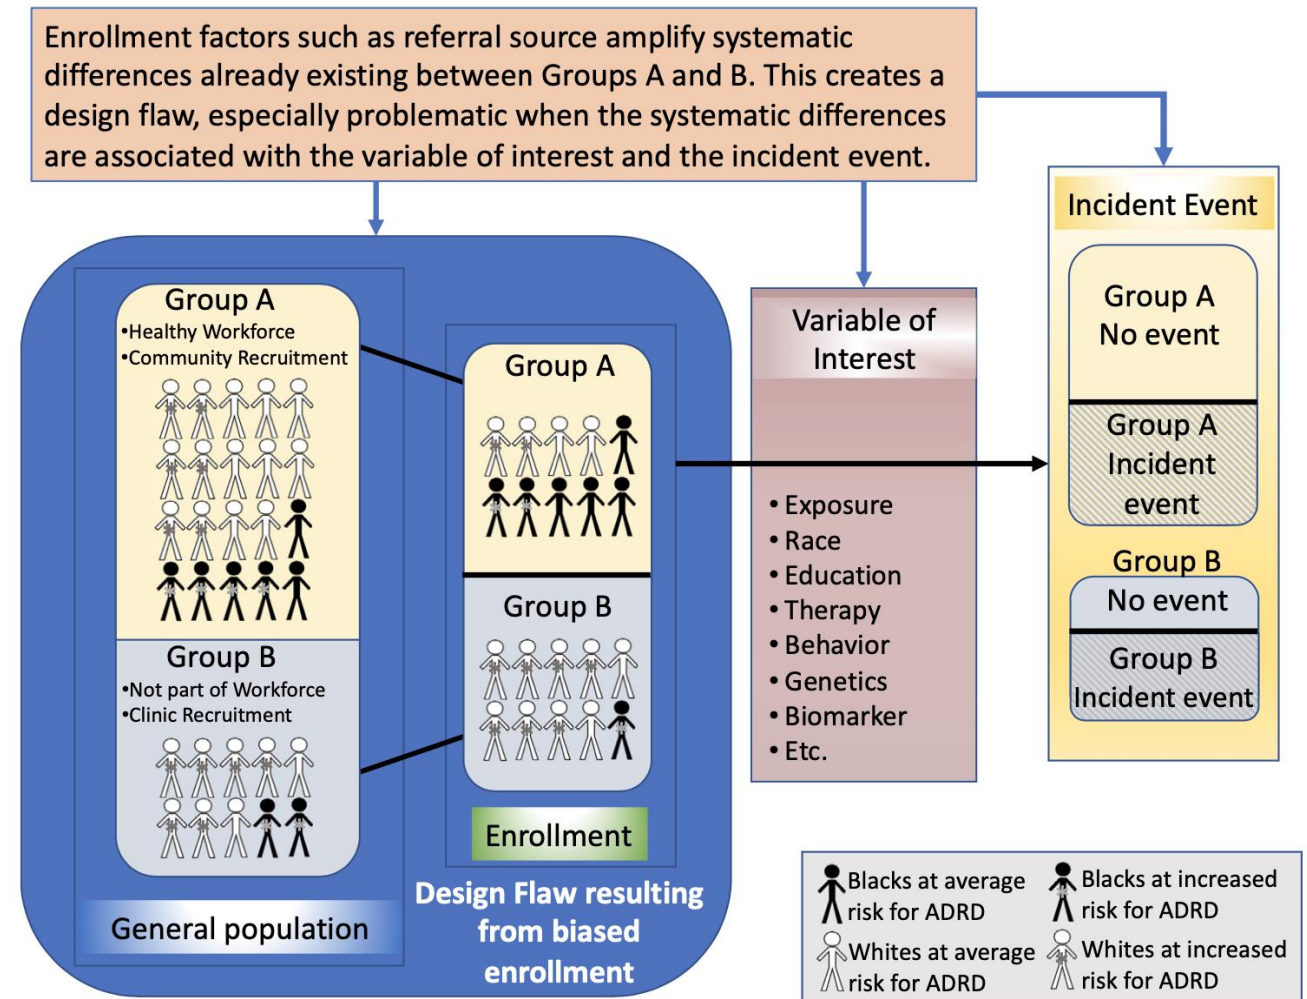 Enrollment factors such as referral source amplify systematic
differences already existing between Groups A and B. This creates a
design flaw, especially problematic when the systematic differences
are associated with the variable of interest and the incident event.
Group A
•Healthy Workforce
•Community Recruitment
Group B
•Not part of Workforce
•Clinic Recruitment
General population
Group A
Group B
Enrollment
Design Flaw resulting
from biased
enrollment
Variable of
Interest
• Exposure
• Race
• Education
• Therapy
• Behavior
• Genetics
• Biomarker
• Etc.
Incident Event
Group A
No event
Group A
Incident
event
Group B
No event
Group B
Incident event
Blacks at average
risk for ADRD
Blacks at increased
risk for ADRD
Whites at average
risk for ADRD
Whites at increased
risk for ADRD